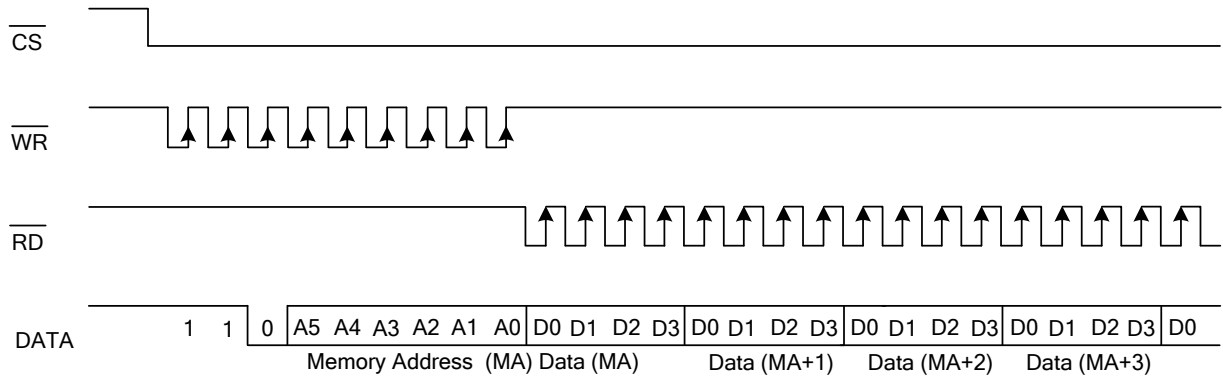 CS
WR
RD
DATA 1 1 0 A5 A4 A3 A2 A1 A0 D0 D1 D2 D3 D0 D1 D2 D3 D0 D1 D2 D3 D0 D1 D2 D3 D0
Memory Address (MA) Data (MA) Data (MA+1) Data (MA+2) Data (MA+3)